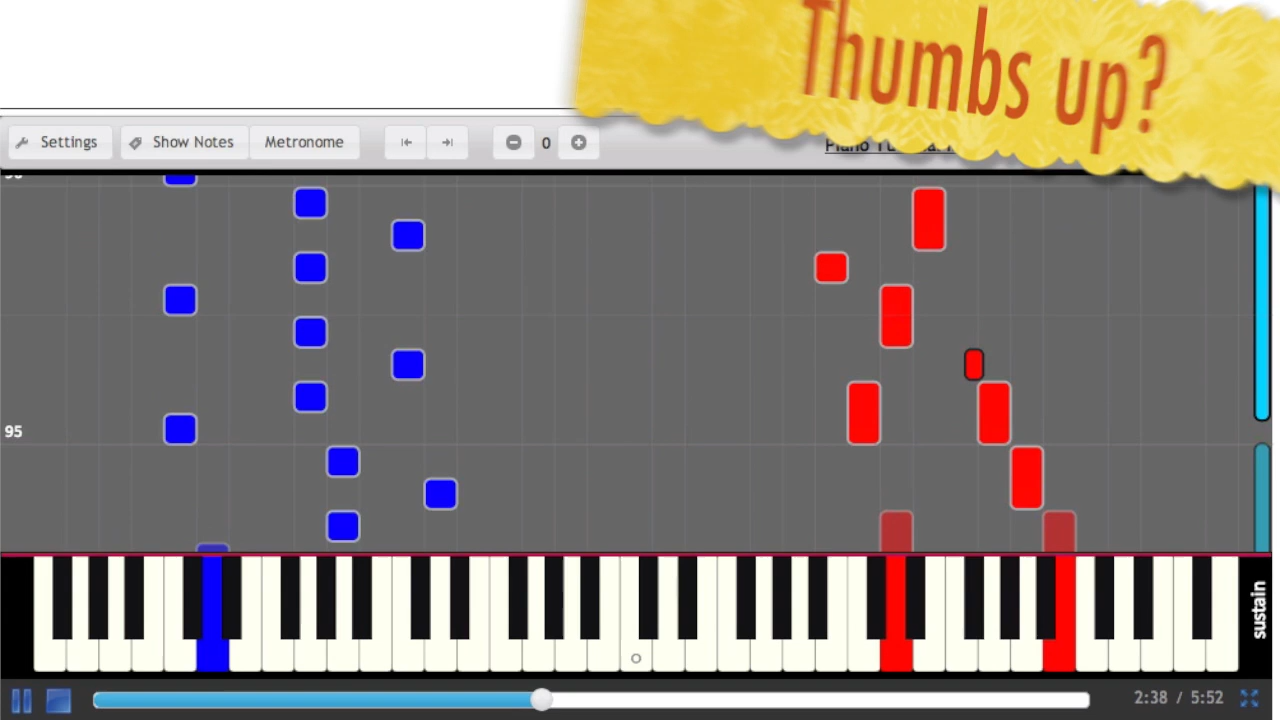 Thumbs up?
Settings
Show Notes
Metronome
0
95
sustain
2:38 / 5:52